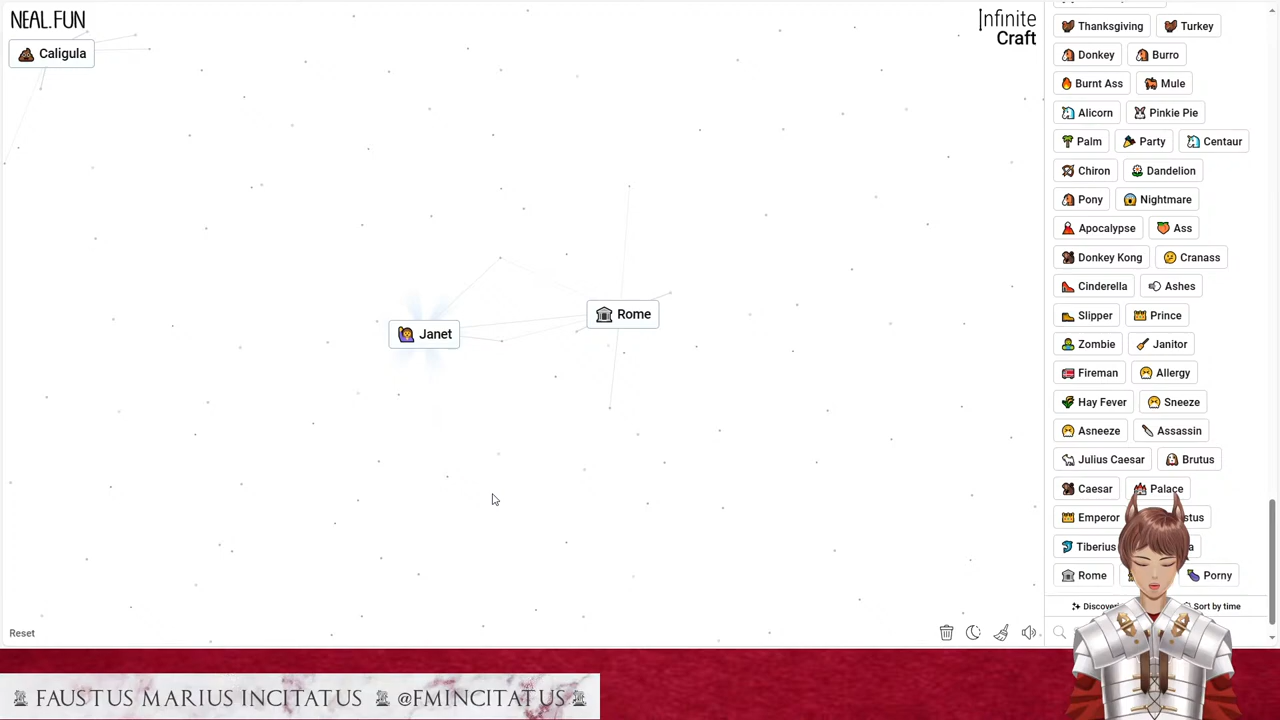 NEAL.FUN
Infinite
Craft
Caligula
Janet
Rome
Thanksgiving Turkey
Donkey Burro
Burnt Ass Mule
Alicorn Pinkie Pie
Palm Party Centaur
Chiron Dandelion
Pony Nightmare
Apocalypse Ass
Donkey Kong Cranass
Cinderella Ashes
Slipper Prince
Zombie Janitor
Fireman Allergy
Hay Fever Sneeze
Asneeze Assassin
Julius Caesar Brutus
Caesar Palace
Emperor
Tiberius
Rome Porny
Sort by time
Reset
FAUSTUS MARIUS INCITATUS @FMINCITATUS